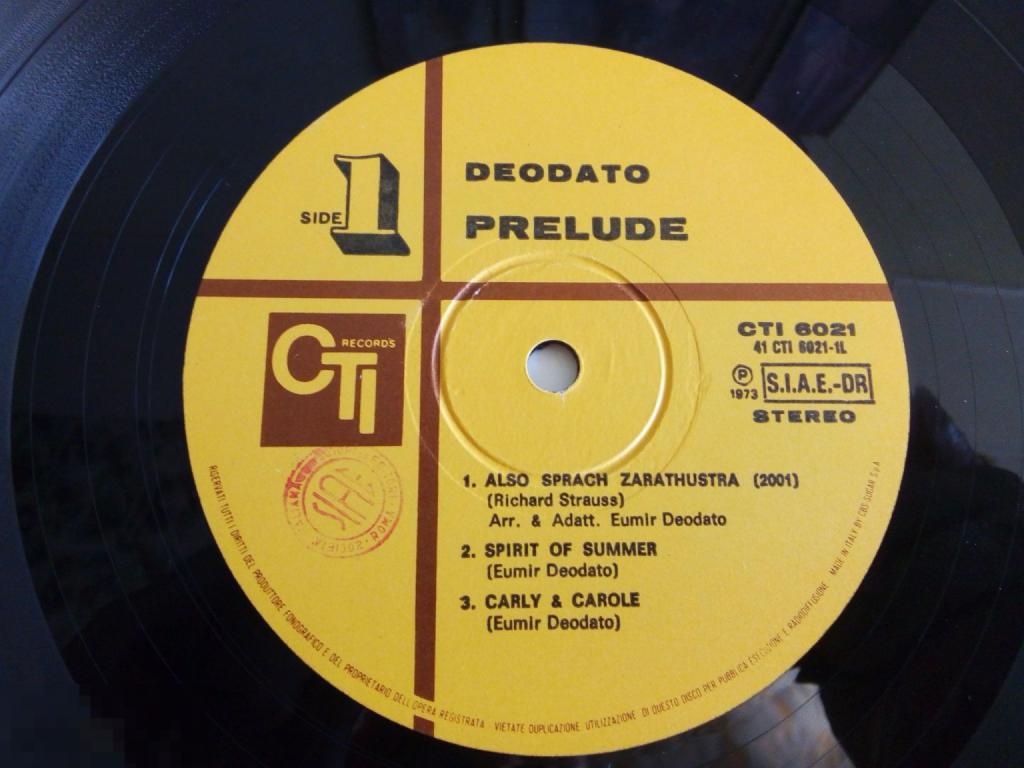 SIDE 1
DEODATO
PRELUDE
CTI RECORDS
CTI 6021
41 CTI 6021-1L
℗ 1973
S.I.A.E.-DR
STEREO
1. ALSO SPRACH ZARATHUSTRA (2001)
(Richard Strauss)
Arr. & Adatt. Eumir Deodato
2. SPIRIT OF SUMMER
(Eumir Deodato)
3. CARLY & CAROLE
(Eumir Deodato)
SIAE
ROMA
RISERVATI TUTTI I DIRITTI DEL PRODUTTORE FONOGRAFICO E DEL PROPRIETARIO DELL'OPERA REGISTRATA - VIETATE DUPLICAZIONE, UTILIZZAZIONE DI QUESTO DISCO PER PUBBLICA ESECUZIONE E RADIODIFFUSIONE. MADE IN ITALY BY CBS-SUGAR S.p.A